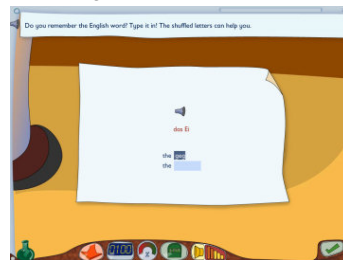 Do you remember the English word? Type it in! The shuffled letters can help you.
das Ei
the
the